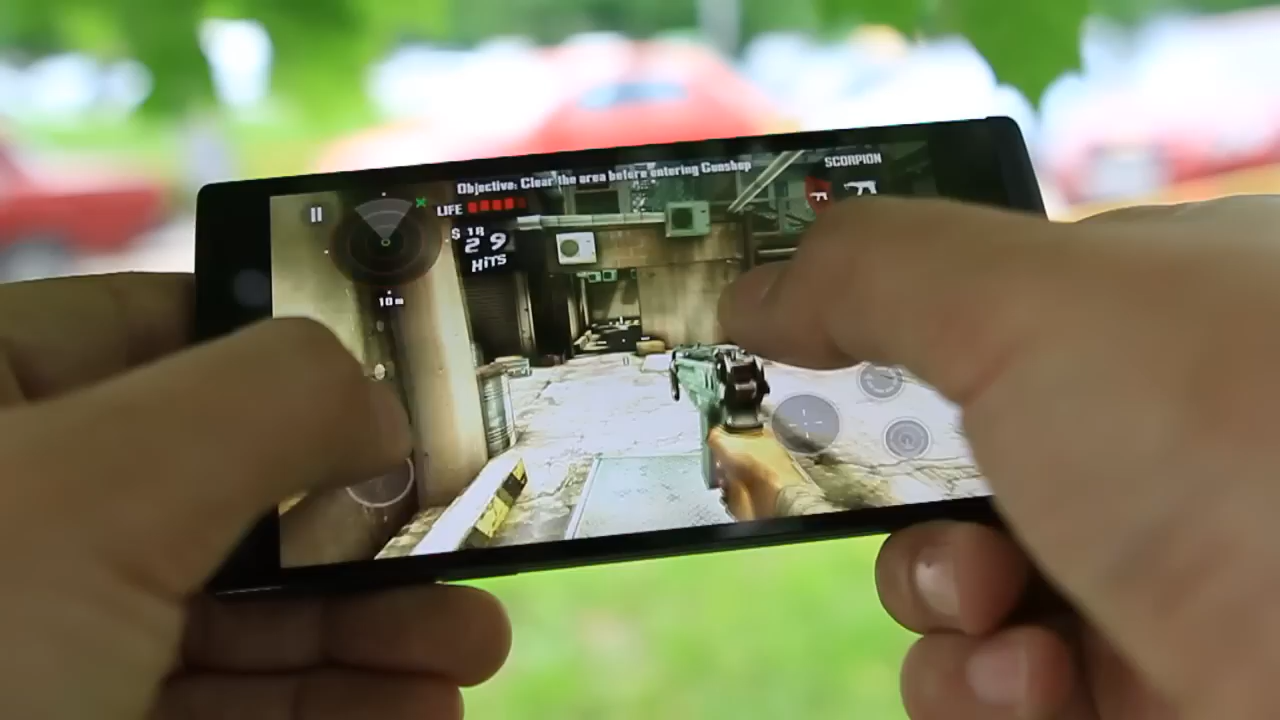 Objective: Clear the area before entering Gunshop
SCORPION
LIFE
29
HITS
10m